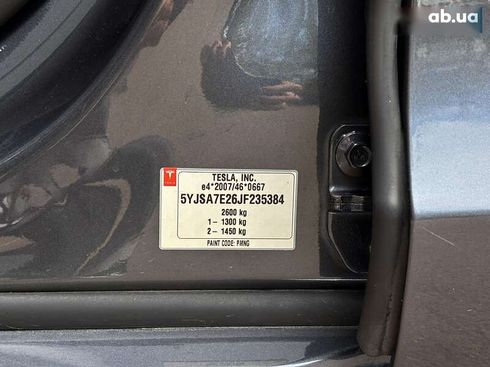 ab.ua
TESLA, INC.
e4*2007/46*0667
5YJSA7E26JF235384
2600 kg
1- 1300 kg
2- 1450 kg
PAINT CODE: PMNG